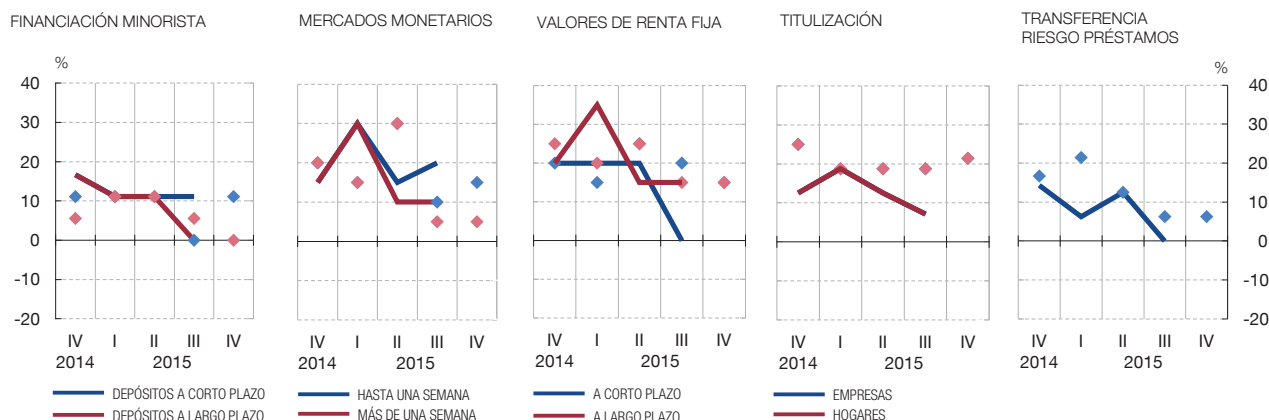 FINANCIACIÓN MINORISTA
MERCADOS MONETARIOS
VALORES DE RENTA FIJA
TITULIZACIÓN
TRANSFERENCIA
RIESGO PRÉSTAMOS
%
%
40
30
20
10
0
-10
-20
40
30
20
10
0
-10
-20
IV I II III IV
2014 2015
IV I II III IV
2014 2015
IV I II III IV
2014 2015
IV I II III IV
2014 2015
IV I II III IV
2014 2015
DEPÓSITOS A CORTO PLAZO
DEPÓSITOS A LARGO PLAZO
HASTA UNA SEMANA
MÁS DE UNA SEMANA
A CORTO PLAZO
A LARGO PLAZO
EMPRESAS
HOGARES